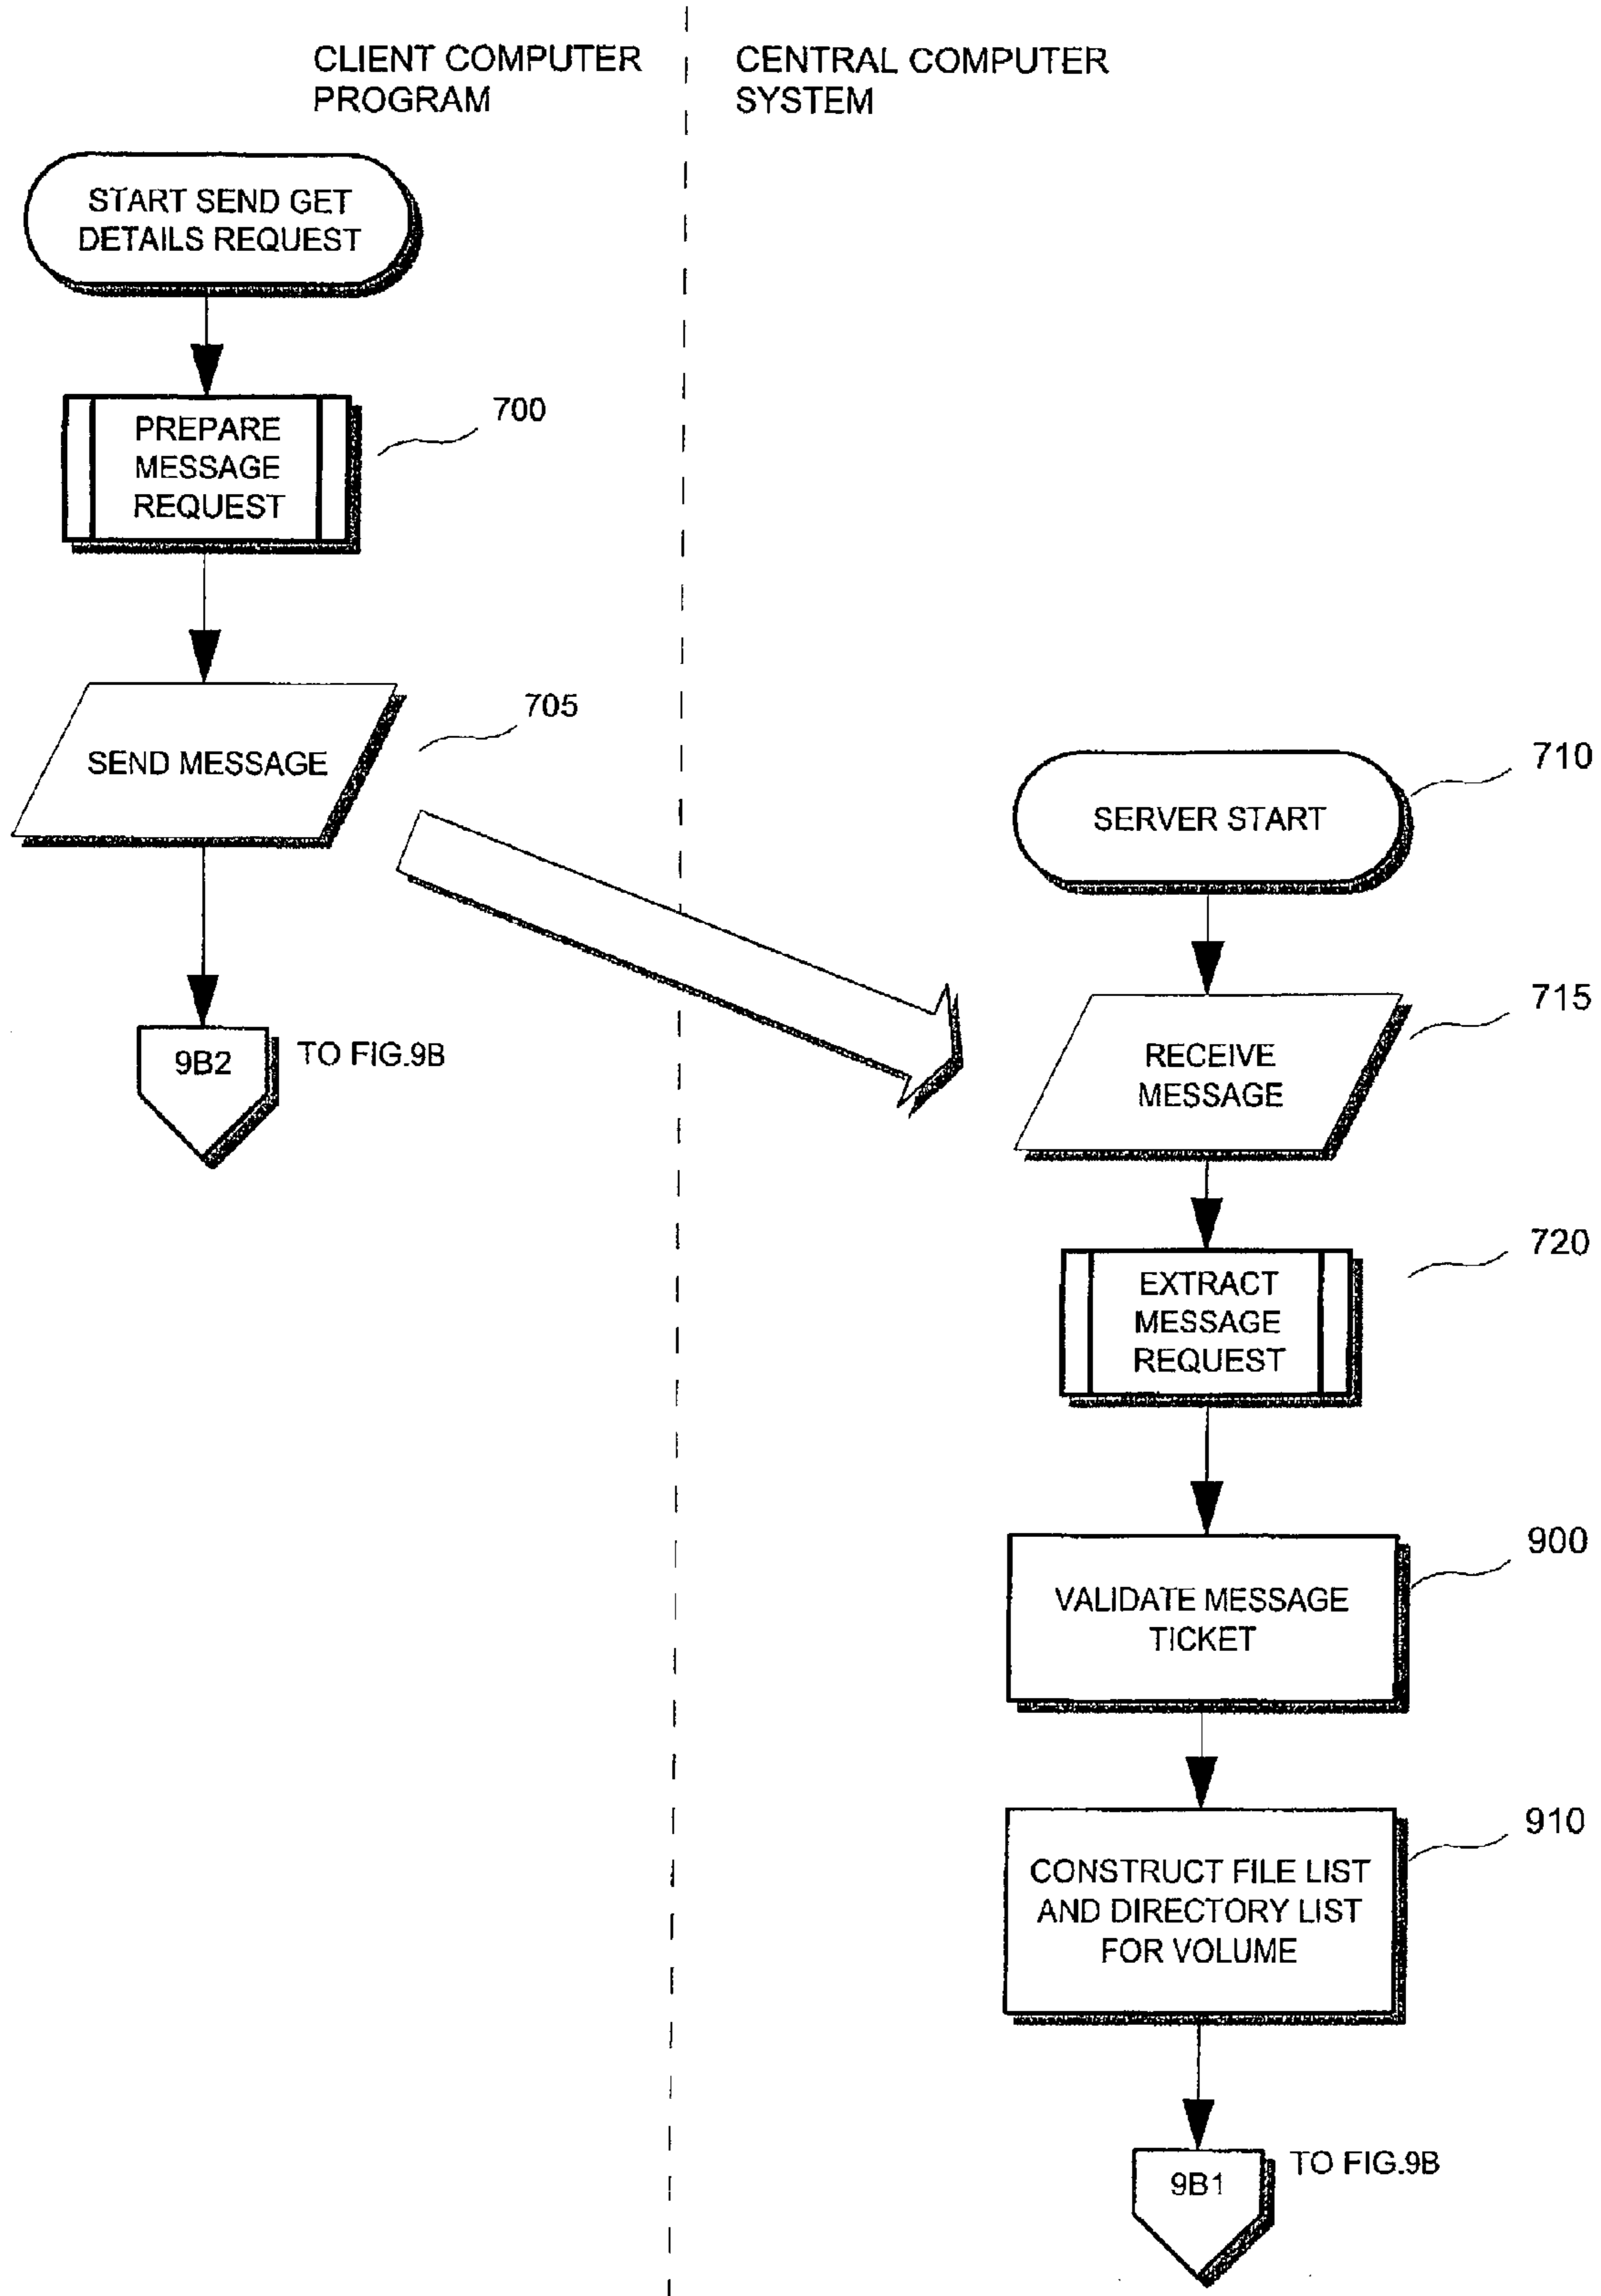 CLIENT COMPUTER
PROGRAM
CENTRAL COMPUTER
SYSTEM
START SEND GET
DETAILS REQUEST
PREPARE
MESSAGE
REQUEST
700
SEND MESSAGE
705
9B2
TO FIG.9B
SERVER START
710
RECEIVE
MESSAGE
715
EXTRACT
MESSAGE
REQUEST
720
VALIDATE MESSAGE
TICKET
900
CONSTRUCT FILE LIST
AND DIRECTORY LIST
FOR VOLUME
910
9B1
TO FIG.9B